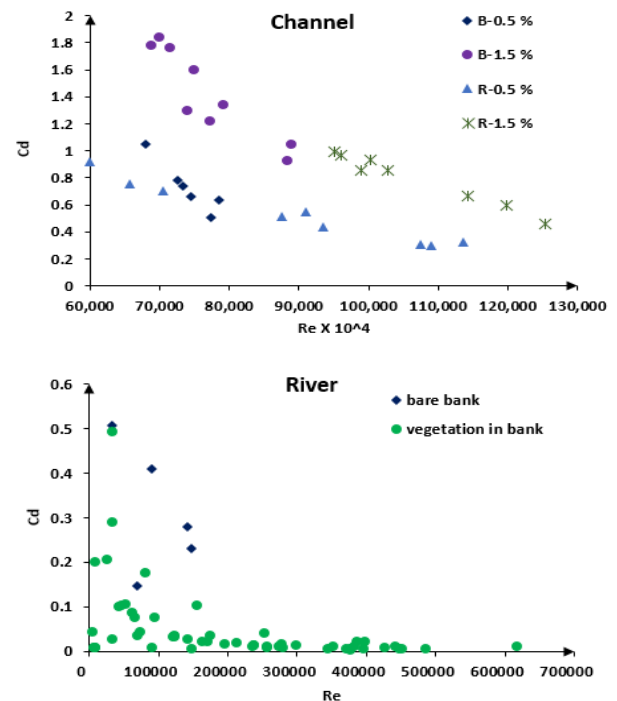 Channel
B-0.5 %
B-1.5 %
R-0.5 %
R-1.5 %
2
1.8
1.6
1.4
1.2
1
0.8
0.6
0.4
0.2
0
Cd
60,000 70,000 80,000 90,000 100,000 110,000 120,000 130,000
Re X 10^4
River
bare bank
vegetation in bank
0.6
0.5
0.4
0.3
0.2
0.1
0
Cd
0 100000 200000 300000 400000 500000 600000 700000
Re